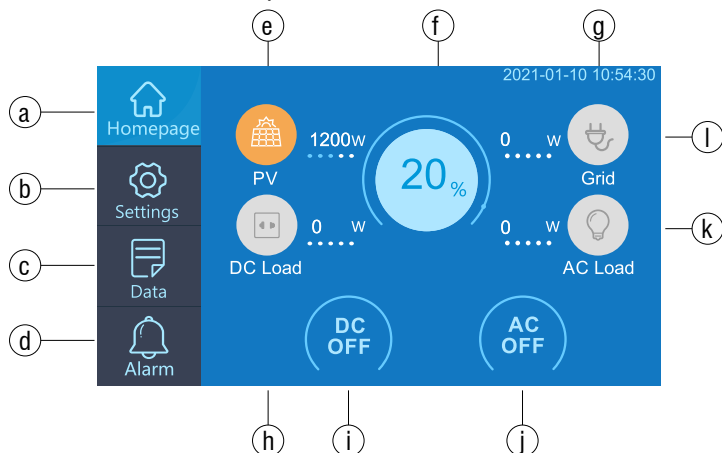 e
f
g
2021-01-10 10:54:30
a
Homepage
1200W
PV
20%
0 W
Grid
l
b
Settings
0 W
DC Load
0 W
AC Load
k
c
Data
d
Alarm
DC
OFF
AC
OFF
h
i
j